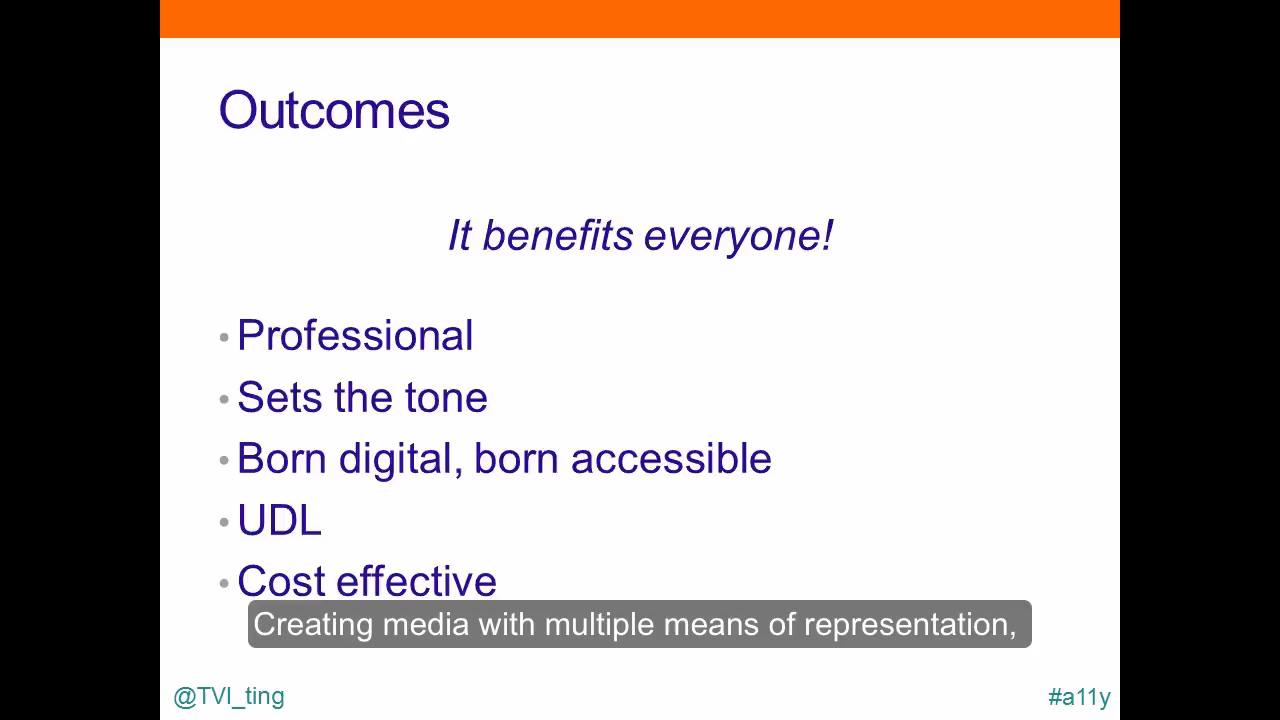 Outcomes
It benefits everyone!
• Professional
• Sets the tone
• Born digital, born accessible
• UDL
• Cost effective
Creating media with multiple means of representation,
@TVI_ting
#a11y